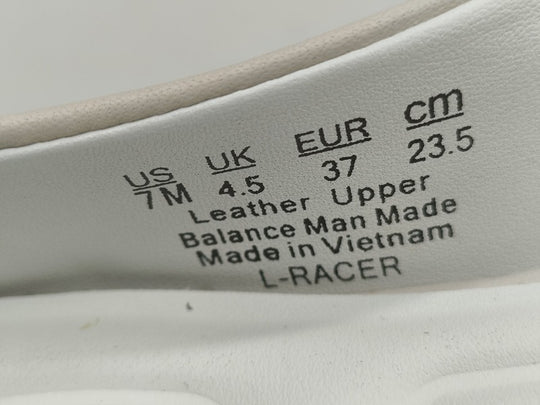 US UK EUR cm
7M 4.5 37 23.5
Leather Upper
Balance Man Made
Made in Vietnam
L-RACER